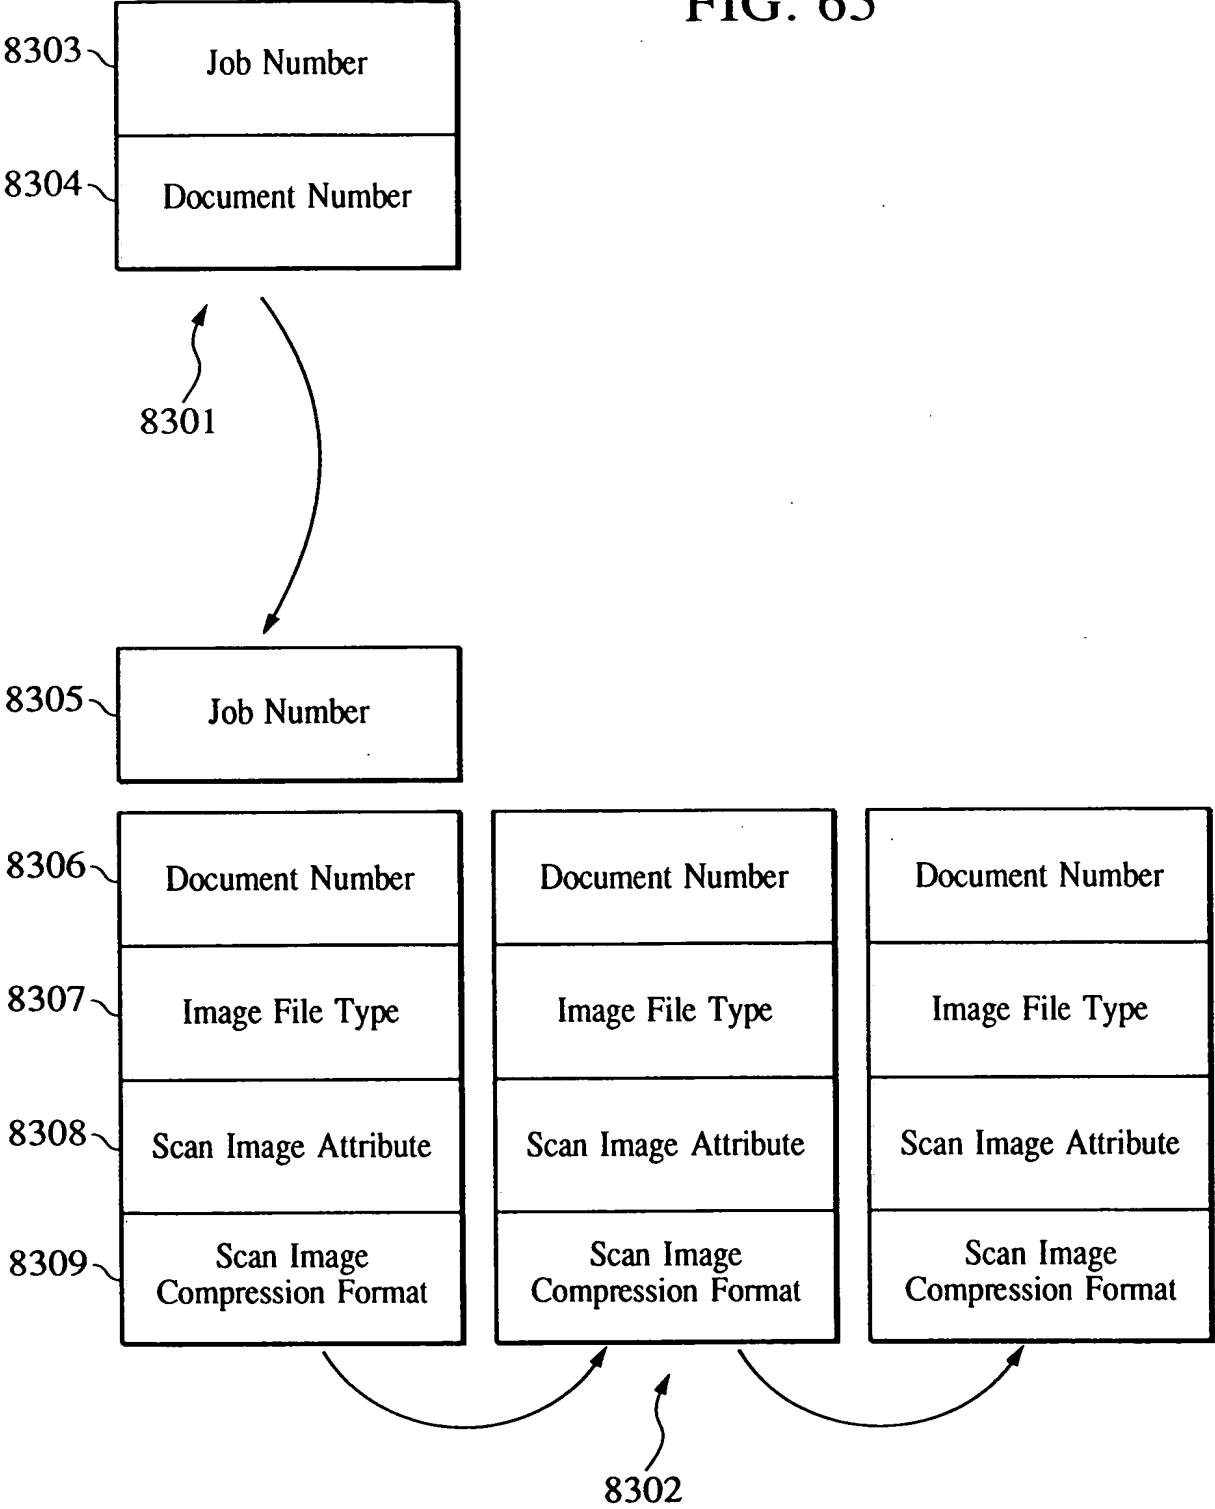 FIG. 65
8303
Job Number
8304
Document Number
8301
8305
Job Number
8306
Document Number
Document Number
Document Number
8307
Image File Type
Image File Type
Image File Type
8308
Scan Image Attribute
Scan Image Attribute
Scan Image Attribute
8309
Scan Image
Compression Format
Scan Image
Compression Format
Scan Image
Compression Format
8302